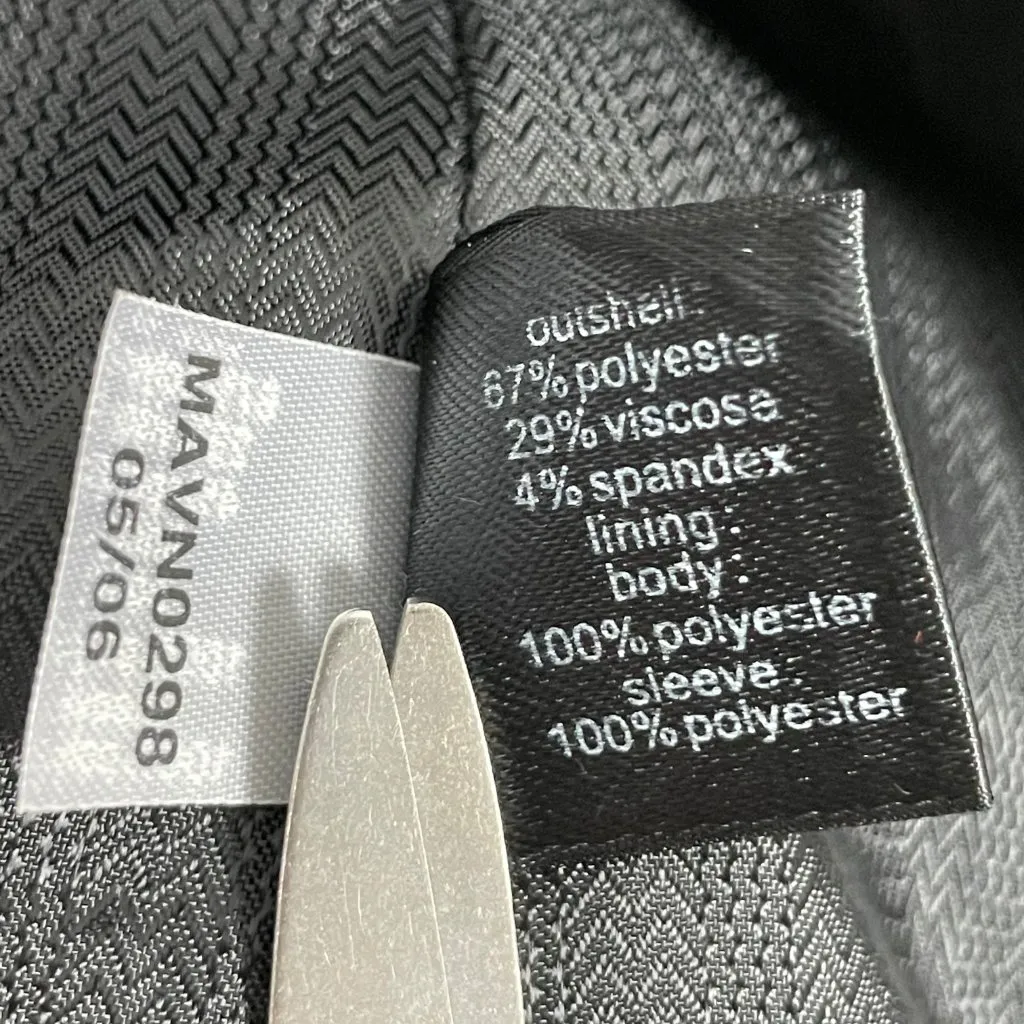 MAVN0298
05/06
outshell:
67% polyester
29% viscose
4% spandex
lining:
body:
100% polyester
sleeve:
100% polyester